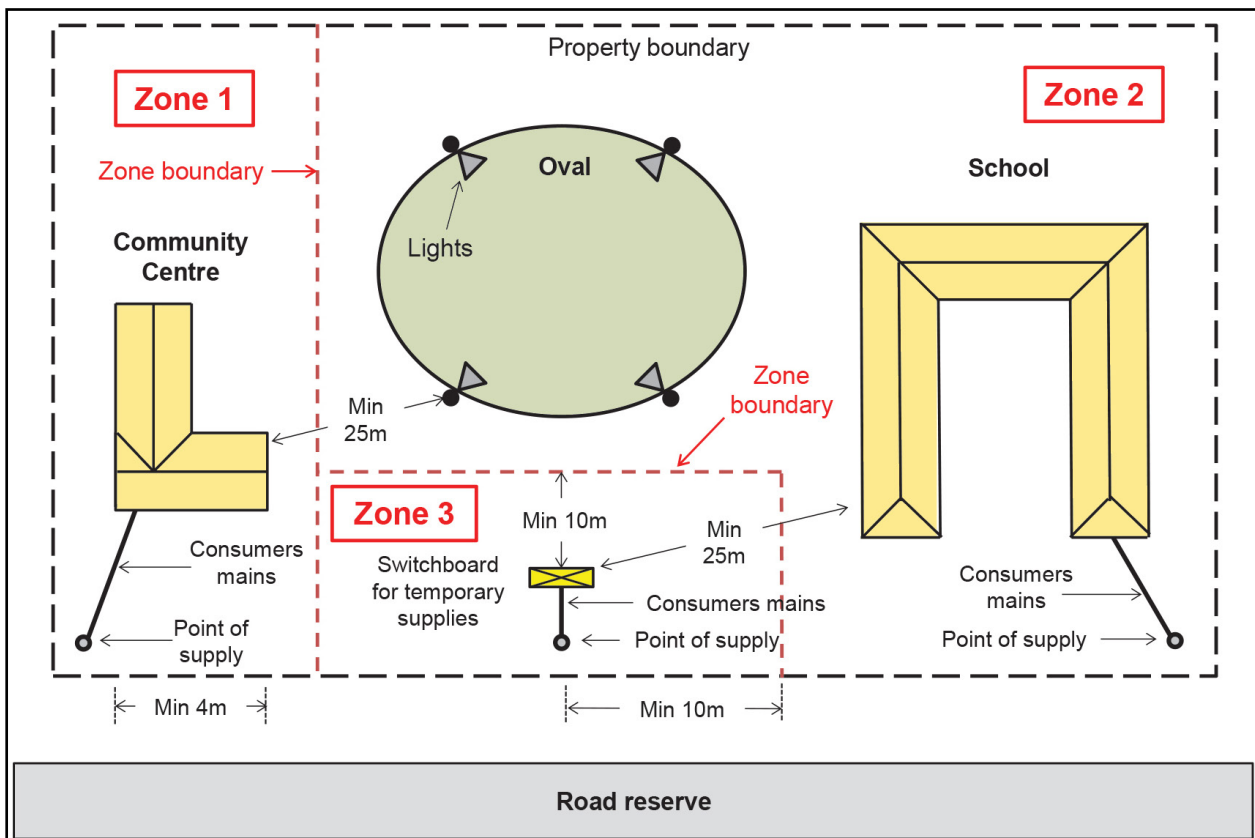 Property boundary
Zone 1
Zone 2
Zone boundary
Oval
School
Lights
Community
Centre
Min
25m
Zone
boundary
Zone 3
Min 10m
Min
25m
Switchboard
for temporary
supplies
Consumers
mains
Consumers mains
Consumers
mains
Point of
supply
Point of supply
Point of supply
Min 4m
Min 10m
Road reserve